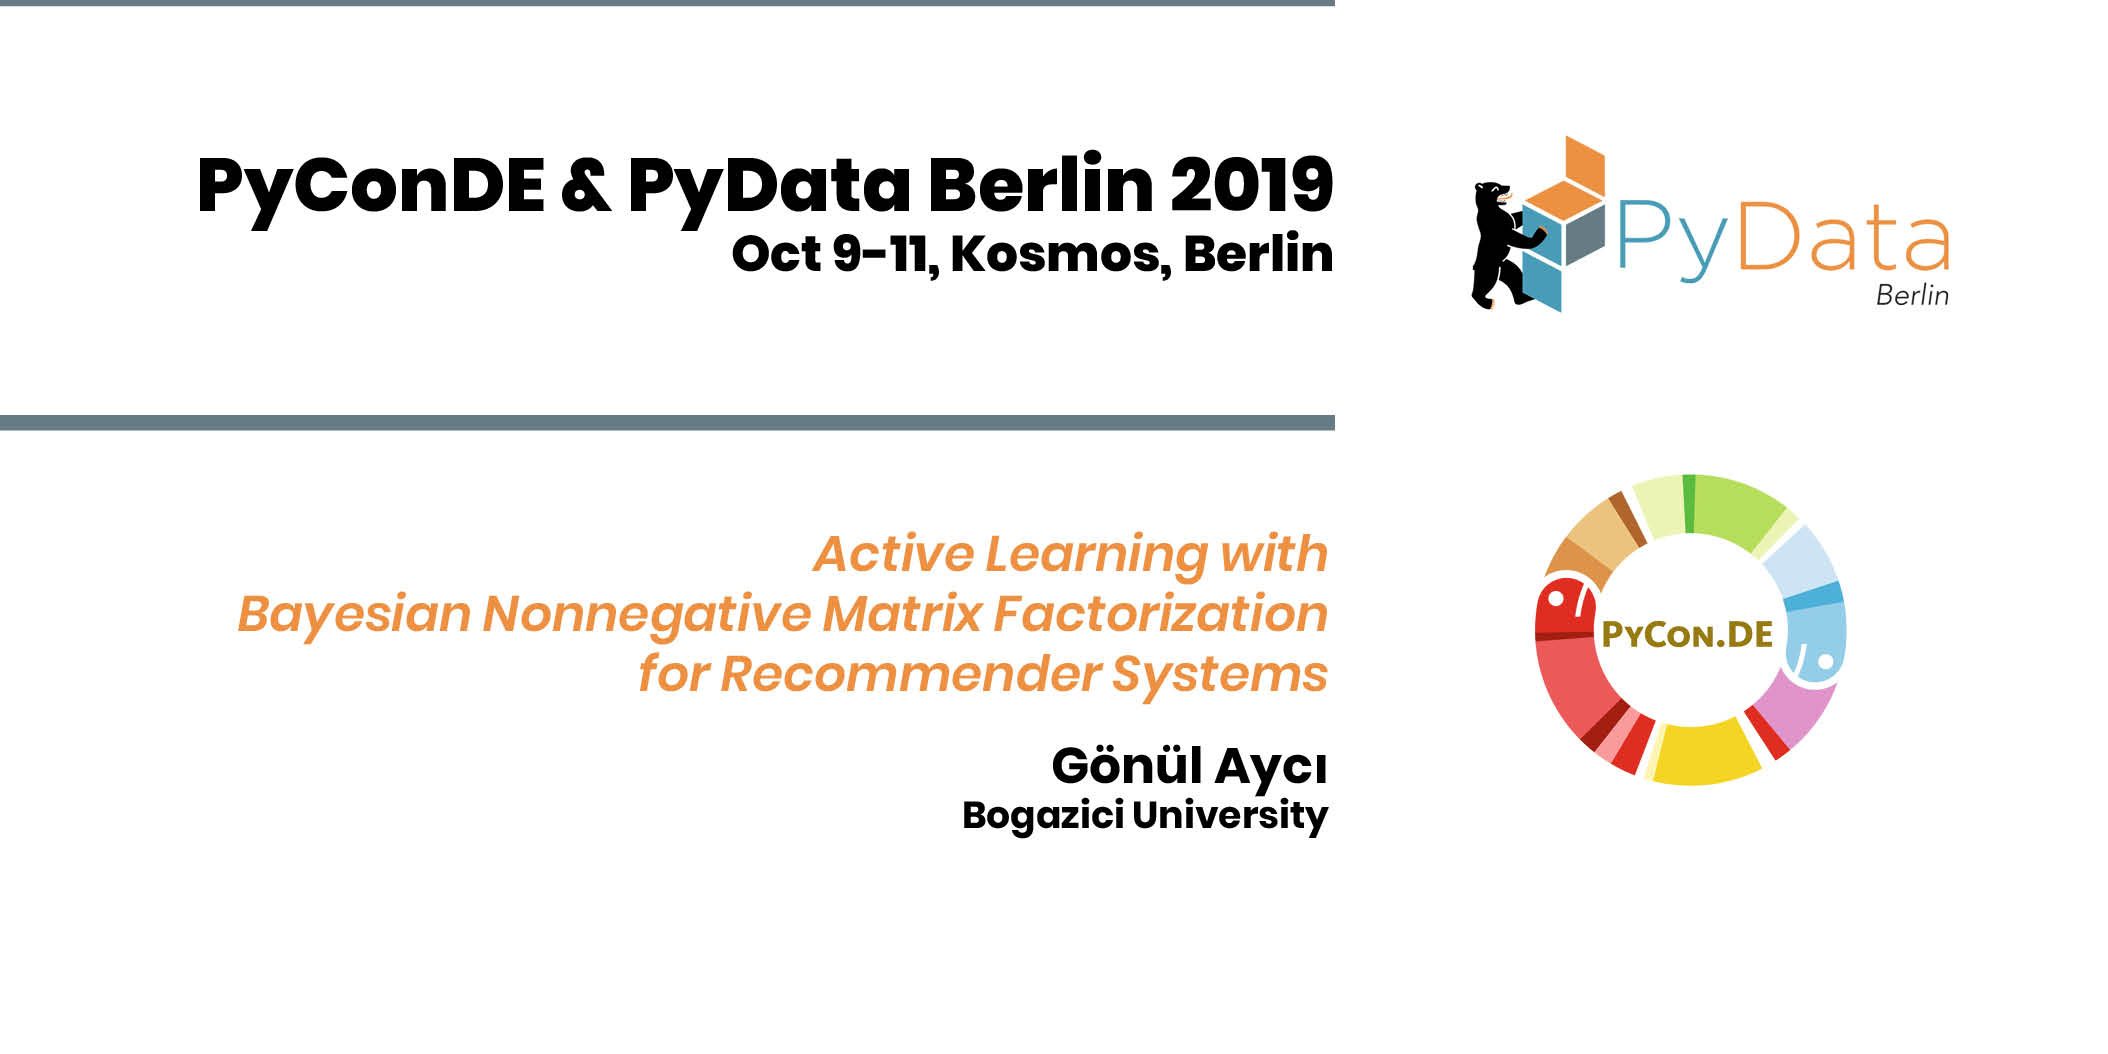 PyConDE & PyData Berlin 2019
Oct 9-11, Kosmos, Berlin
PyData
Berlin
Active Learning with
Bayesian Nonnegative Matrix Factorization
for Recommender Systems
Gönül Aycı
Bogazici University
PyCon.DE